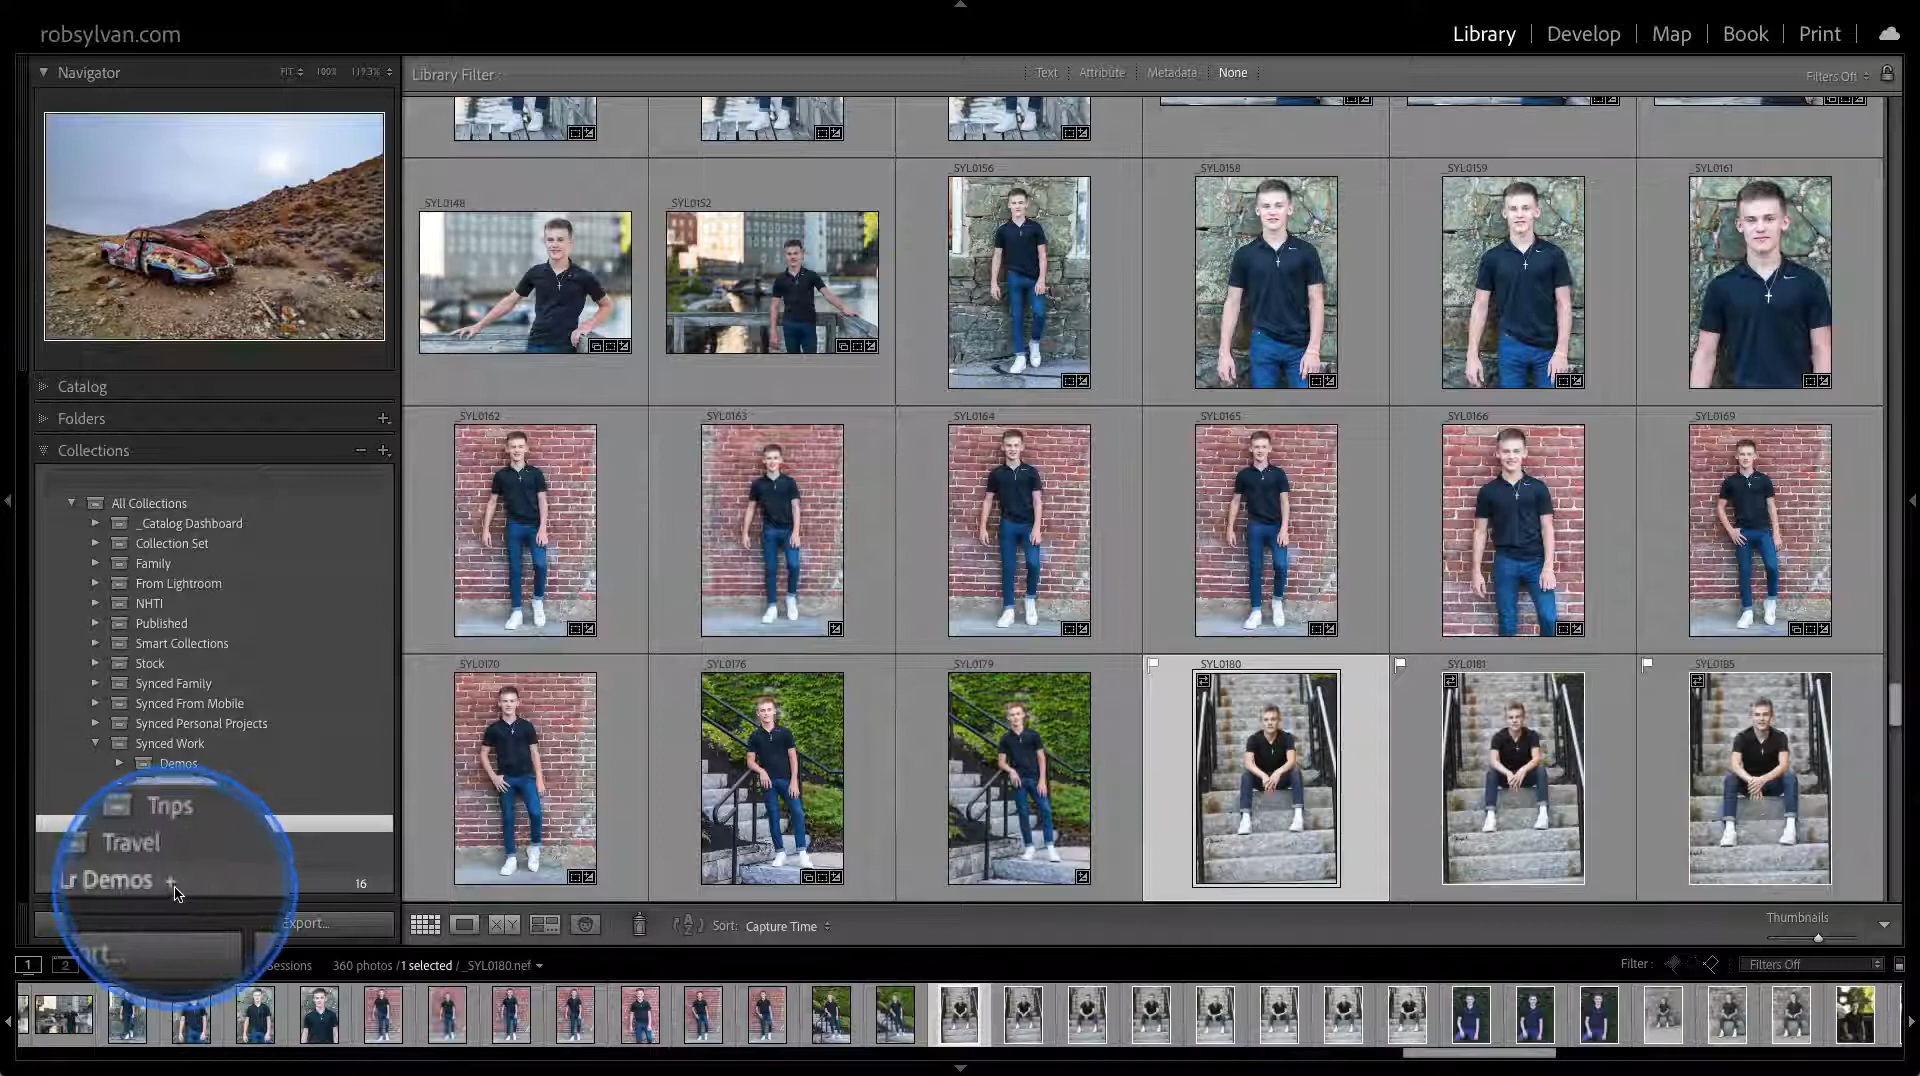 robsylvan.com
Library
Develop
Map
Book
Print
Navigator
FIT
100%
119.3%
Library Filter :
Text
Attribute
Metadata
None
Filters Off
Catalog
Folders
Collections
All Collections
_Catalog Dashboard
Collection Set
Family
From Lightroom
NHTI
Published
Smart Collections
Stock
Synced Family
Synced From Mobile
Synced Personal Projects
Synced Work
Demos
Trips
Travel
Lr Demos +
16
Export...
_SYL0148
_SYL0152
_SYL0156
_SYL0158
_SYL0159
_SYL0161
_SYL0162
_SYL0163
_SYL0164
_SYL0165
_SYL0166
_SYL0169
_SYL0170
_SYL0176
_SYL0179
_SYL0180
_SYL0181
_SYL0185
X Y
Sort: Capture Time
Thumbnails
1
2
Sessions
360 photos / 1 selected / _SYL0180.nef
Filter :
Filters Off